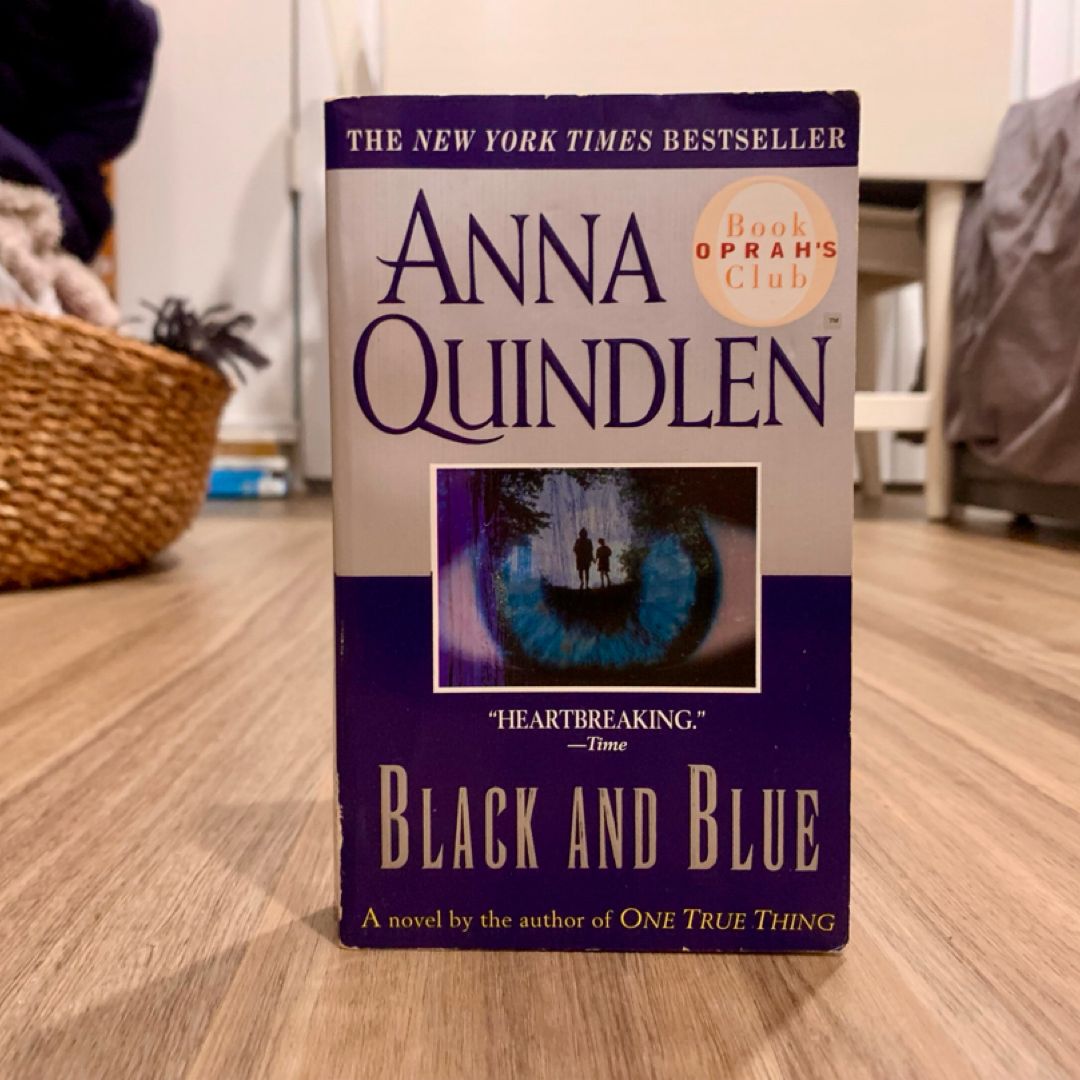 THE NEW YORK TIMES BESTSELLER
ANNA
QUINDLEN
Book
OPRAH'S
Club
™
“HEARTBREAKING.”
—Time
BLACK AND BLUE
A novel by the author of ONE TRUE THING